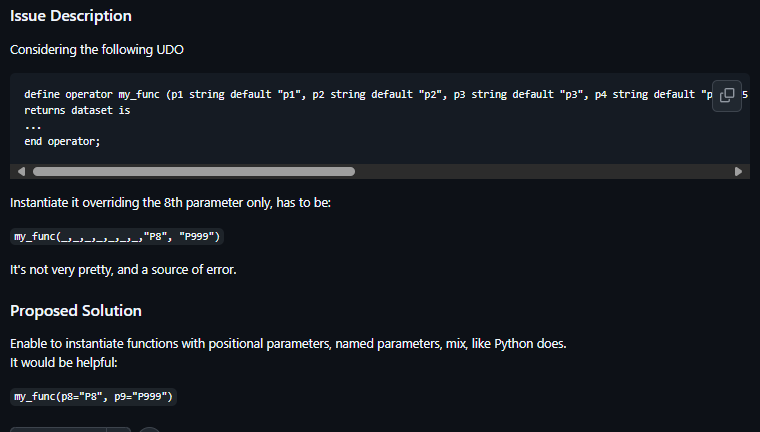 Issue Description
Considering the following UDO
define operator my_func (p1 string default "p1", p2 string default "p2", p3 string default "p3", p4 string default "p 5
returns dataset is
...
end operator;
Instantiate it overriding the 8th parameter only, has to be:
my_func(_,_,_,_,_,_,_,"P8", "P999")
It's not very pretty, and a source of error.
Proposed Solution
Enable to instantiate functions with positional parameters, named parameters, mix, like Python does.
It would be helpful:
my_func(p8="P8", p9="P999")